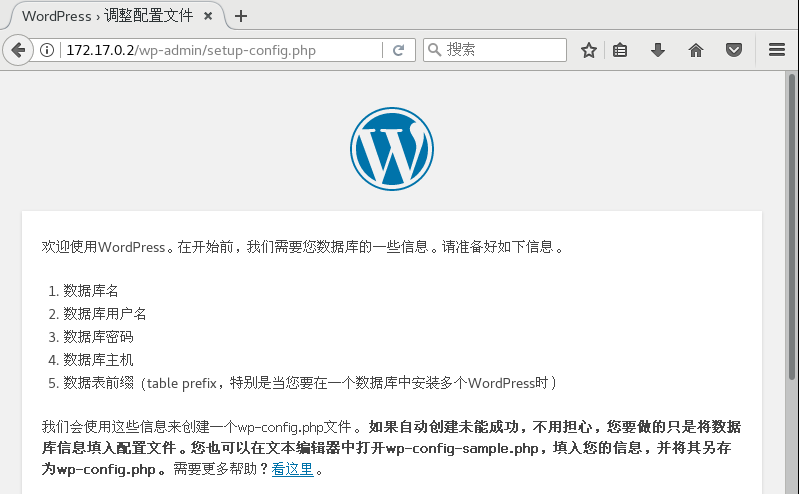 WordPress › 调整配置文件
172.17.0.2/wp-admin/setup-config.php
搜索
欢迎使用WordPress。在开始前，我们需要您数据库的一些信息。请准备好如下信息。
1. 数据库名
2. 数据库用户名
3. 数据库密码
4. 数据库主机
5. 数据表前缀（table prefix，特别是当您要在一个数据库中安装多个WordPress时）
我们会使用这些信息来创建一个wp-config.php文件。如果自动创建未能成功，不用担心，您要做的只是将数据
库信息填入配置文件。您也可以在文本编辑器中打开wp-config-sample.php，填入您的信息，并将其另存
为wp-config.php。需要更多帮助？看这里。